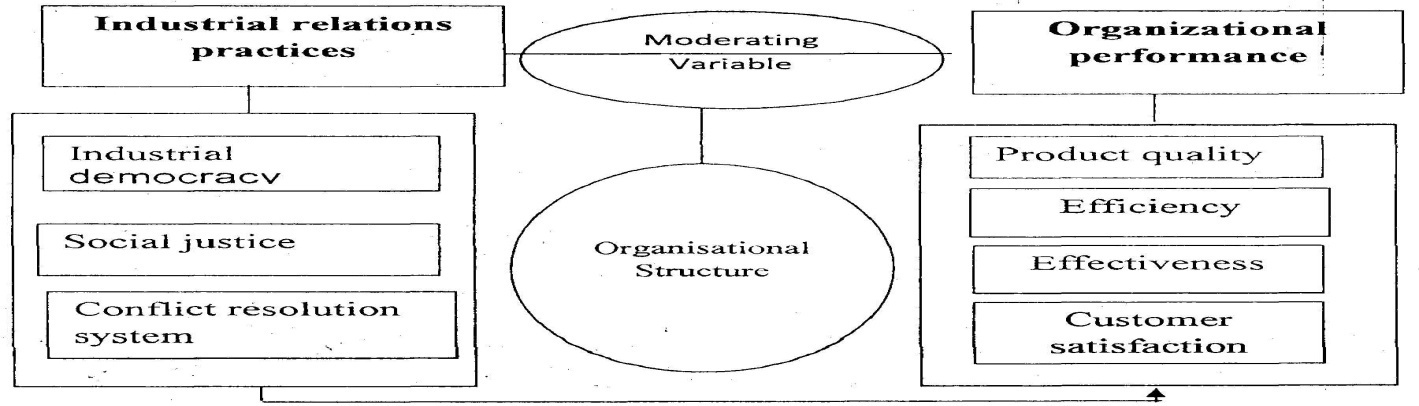 Industrial relations
practices
Moderating
Variable
Organizational
performance
Industrial
democracy
Social justice
Conflict resolution
system
Organisational
Structure
Product quality
Efficiency
Effectiveness
Customer
satisfaction